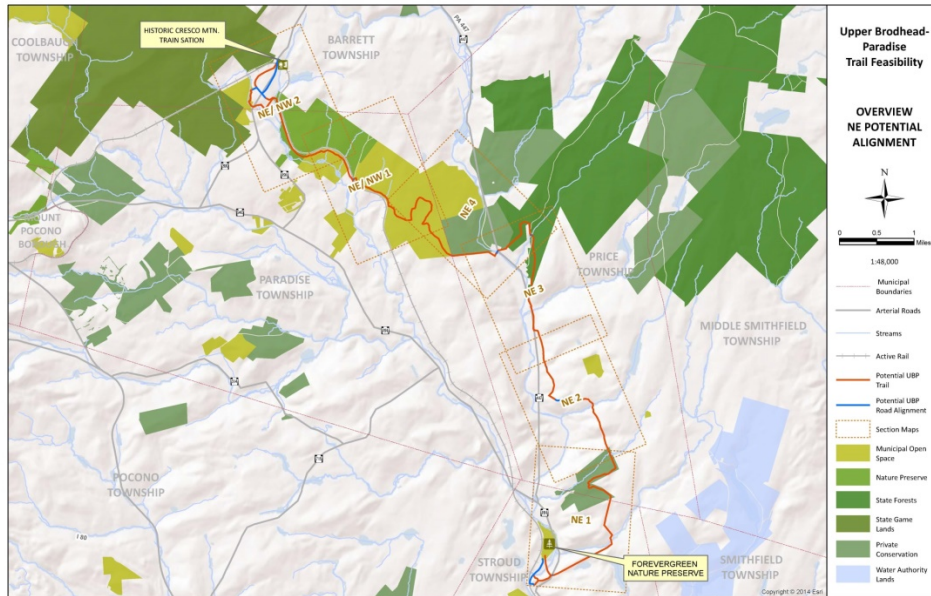 COOLBAUGH
TOWNSHIP
HISTORIC CRESCO MTN.
TRAIN SATION
BARRETT
TOWNSHIP
PA 447
NE/ NW 2
NE/ NW 1
NE 4
MOUNT
POCONO
BOROUGH
PARADISE
TOWNSHIP
PRICE
TOWNSHIP
NE 3
MIDDLE SMITHFIELD
TOWNSHIP
NE 2
POCONO
TOWNSHIP
I 80
NE 1
STROUD
TOWNSHIP
FOREVERGREEN
NATURE PRESERVE
SMITHFIELD
TOWNSHIP
Copyright © 2014 Esri
Upper Brodhead-
Paradise
Trail Feasibility
OVERVIEW
NE POTENTIAL
ALIGNMENT
N
0 0.5 1
Miles
1:48,000
Municipal
Boundaries
Arterial Roads
Streams
Active Rail
Potential UBP
Trail
Potential UBP
Road Alignment
Section Maps
Municipal Open
Space
Nature Preserve
State Forests
State Game
Lands
Private
Conservation
Water Authority
Lands